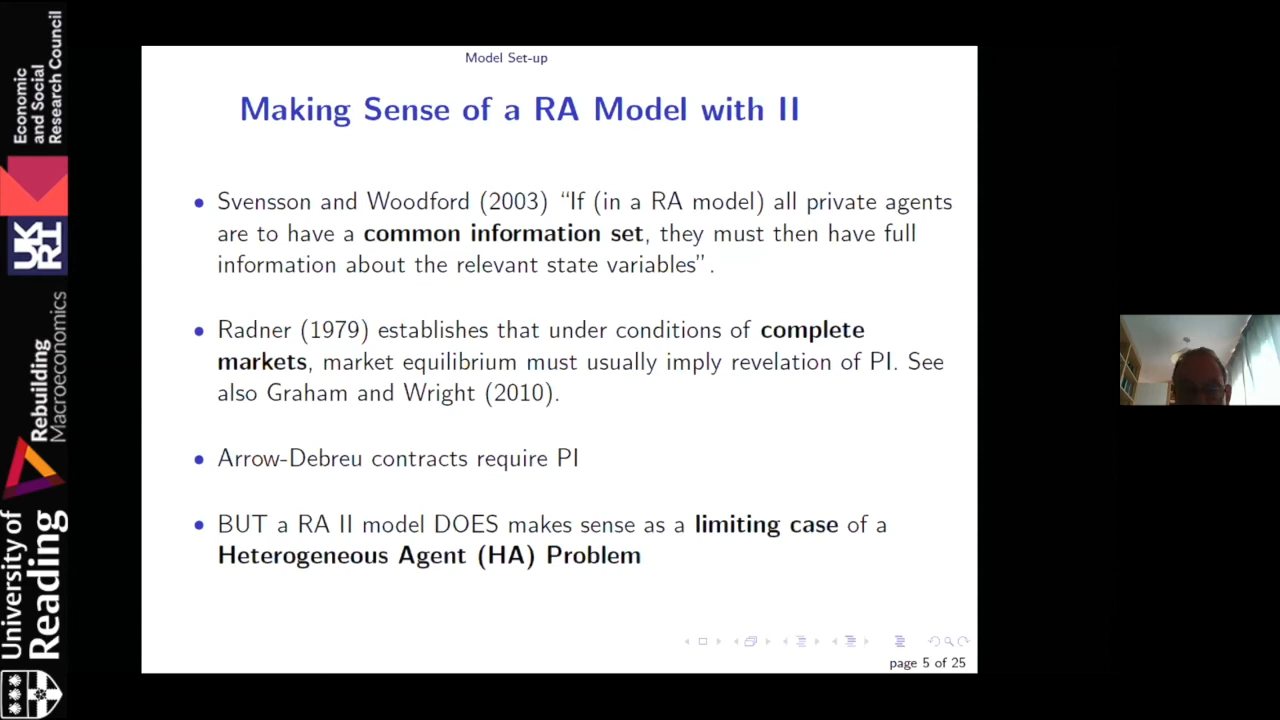 Model Set-up
Making Sense of a RA Model with II
• Svensson and Woodford (2003) “If (in a RA model) all private agents
are to have a common information set, they must then have full
information about the relevant state variables”.
• Radner (1979) establishes that under conditions of complete
markets, market equilibrium must usually imply revelation of PI. See
also Graham and Wright (2010).
• Arrow-Debreu contracts require PI
• BUT a RA II model DOES makes sense as a limiting case of a
Heterogeneous Agent (HA) Problem
page 5 of 25
Economic
and Social
Research Council
UK
RI
Rebuilding
Macroeconomics
University of
Reading